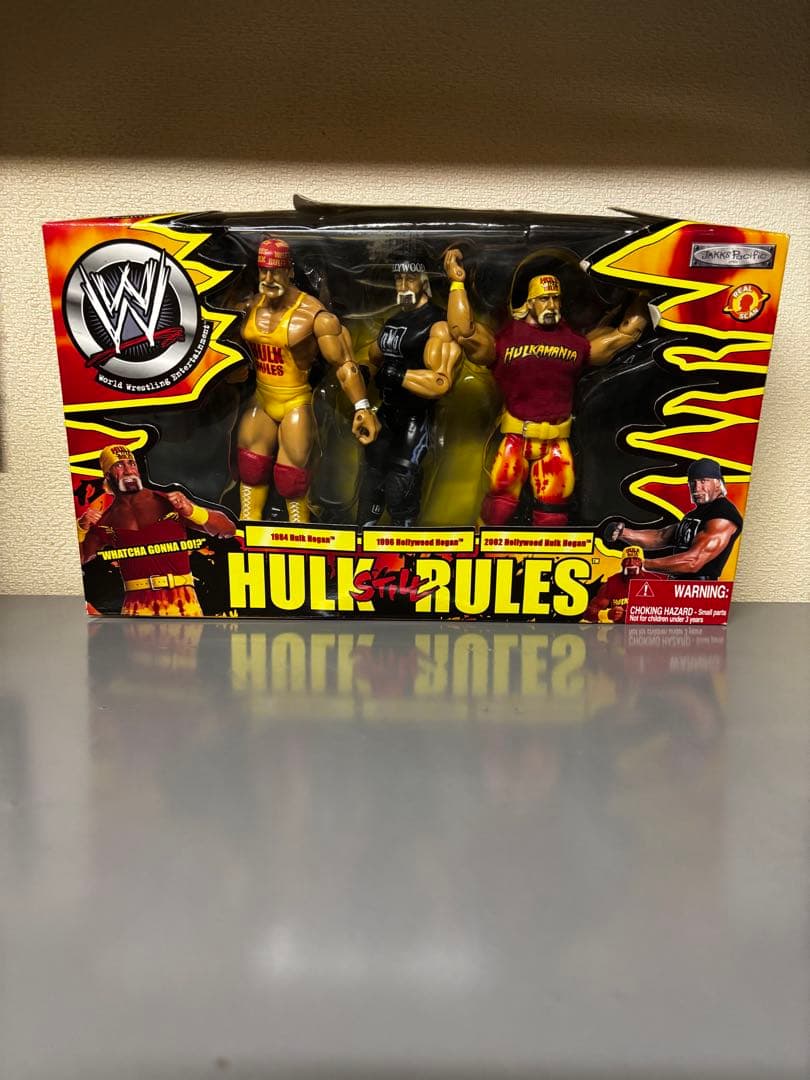 W
World Wrestling Entertainment
JAKKS Pacific
REAL SCAN
HULK RULES
HOLLYWOOD
HULKAMANIA
"WHATCHA GONNA DO!?"
1984 Hulk Hogan™
1996 Hollywood Hogan™
2002 Hollywood Hulk Hogan™
HULK Still RULES™
WARNING:
CHOKING HAZARD - Small parts
Not for children under 3 years